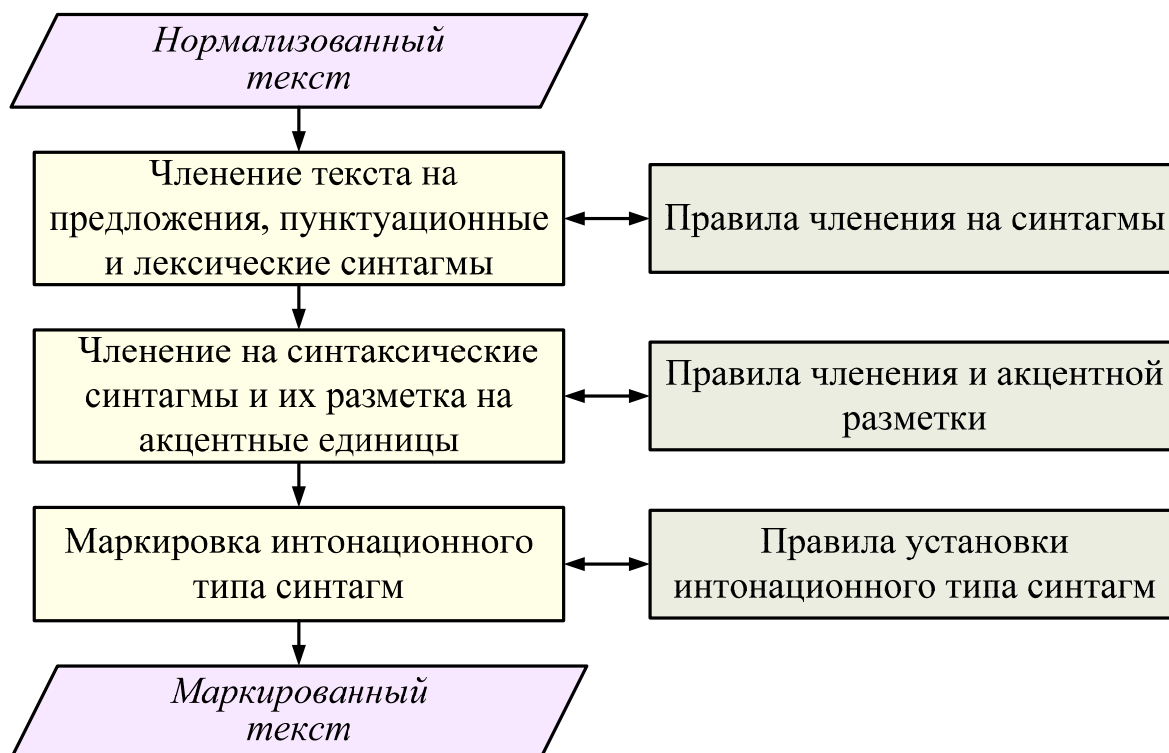 Нормализованный
текст
Членение текста на
предложения, пунктуационные
и лексические синтагмы
Правила членения на синтагмы
Членение на синтаксические
синтагмы и их разметка на
акцентные единицы
Правила членения и акцентной
разметки
Маркировка интонационного
типа синтагм
Правила установки
интонационного типа синтагм
Маркированный
текст